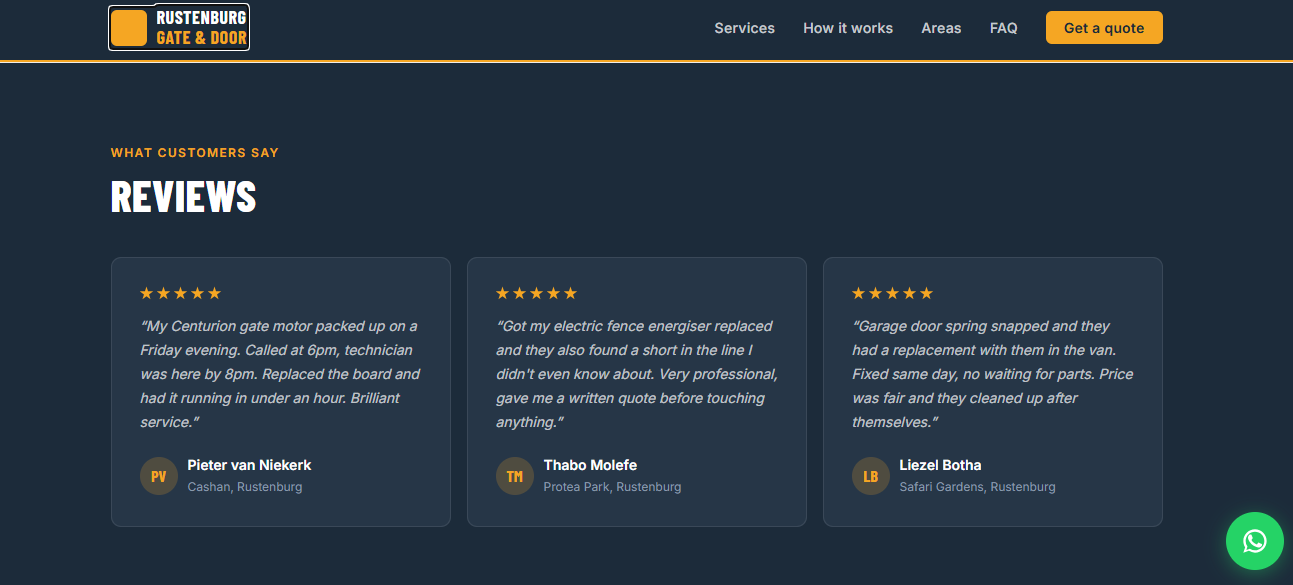 RUSTENBURG
GATE & DOOR
Services
How it works
Areas
FAQ
Get a quote
WHAT CUSTOMERS SAY
REVIEWS
★★★★★
“My Centurion gate motor packed up on a
Friday evening. Called at 6pm, technician
was here by 8pm. Replaced the board and
had it running in under an hour. Brilliant
service.”
PV
Pieter van Niekerk
Cashan, Rustenburg
★★★★★
“Got my electric fence energiser replaced
and they also found a short in the line I
didn't even know about. Very professional,
gave me a written quote before touching
anything.”
TM
Thabo Molefe
Protea Park, Rustenburg
★★★★★
“Garage door spring snapped and they
had a replacement with them in the van.
Fixed same day, no waiting for parts. Price
was fair and they cleaned up after
themselves.”
LB
Liezel Botha
Safari Gardens, Rustenburg